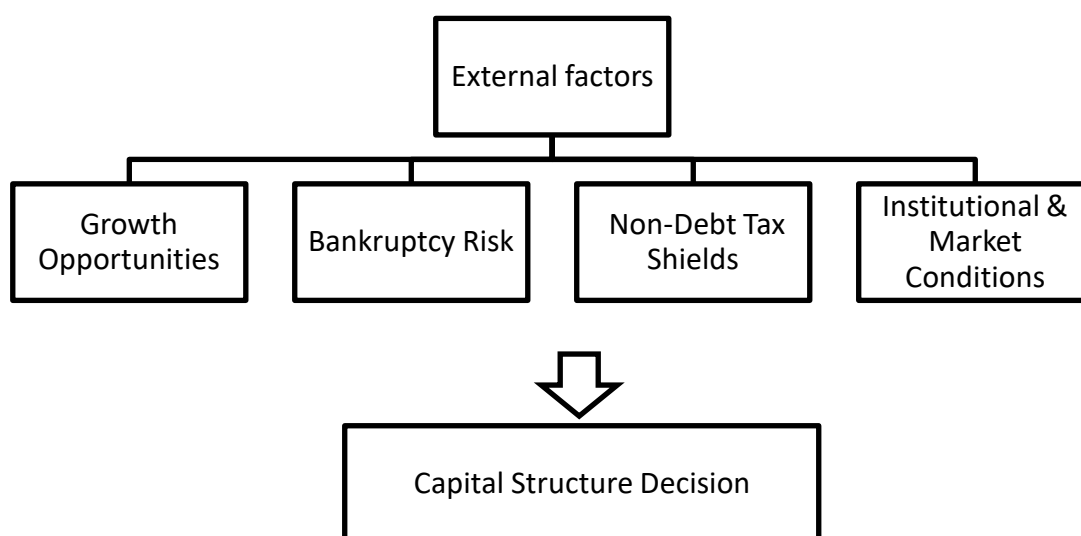 External factors
Growth
Opportunities
Bankruptcy Risk
Non-Debt Tax
Shields
Institutional &
Market
Conditions
Capital Structure Decision